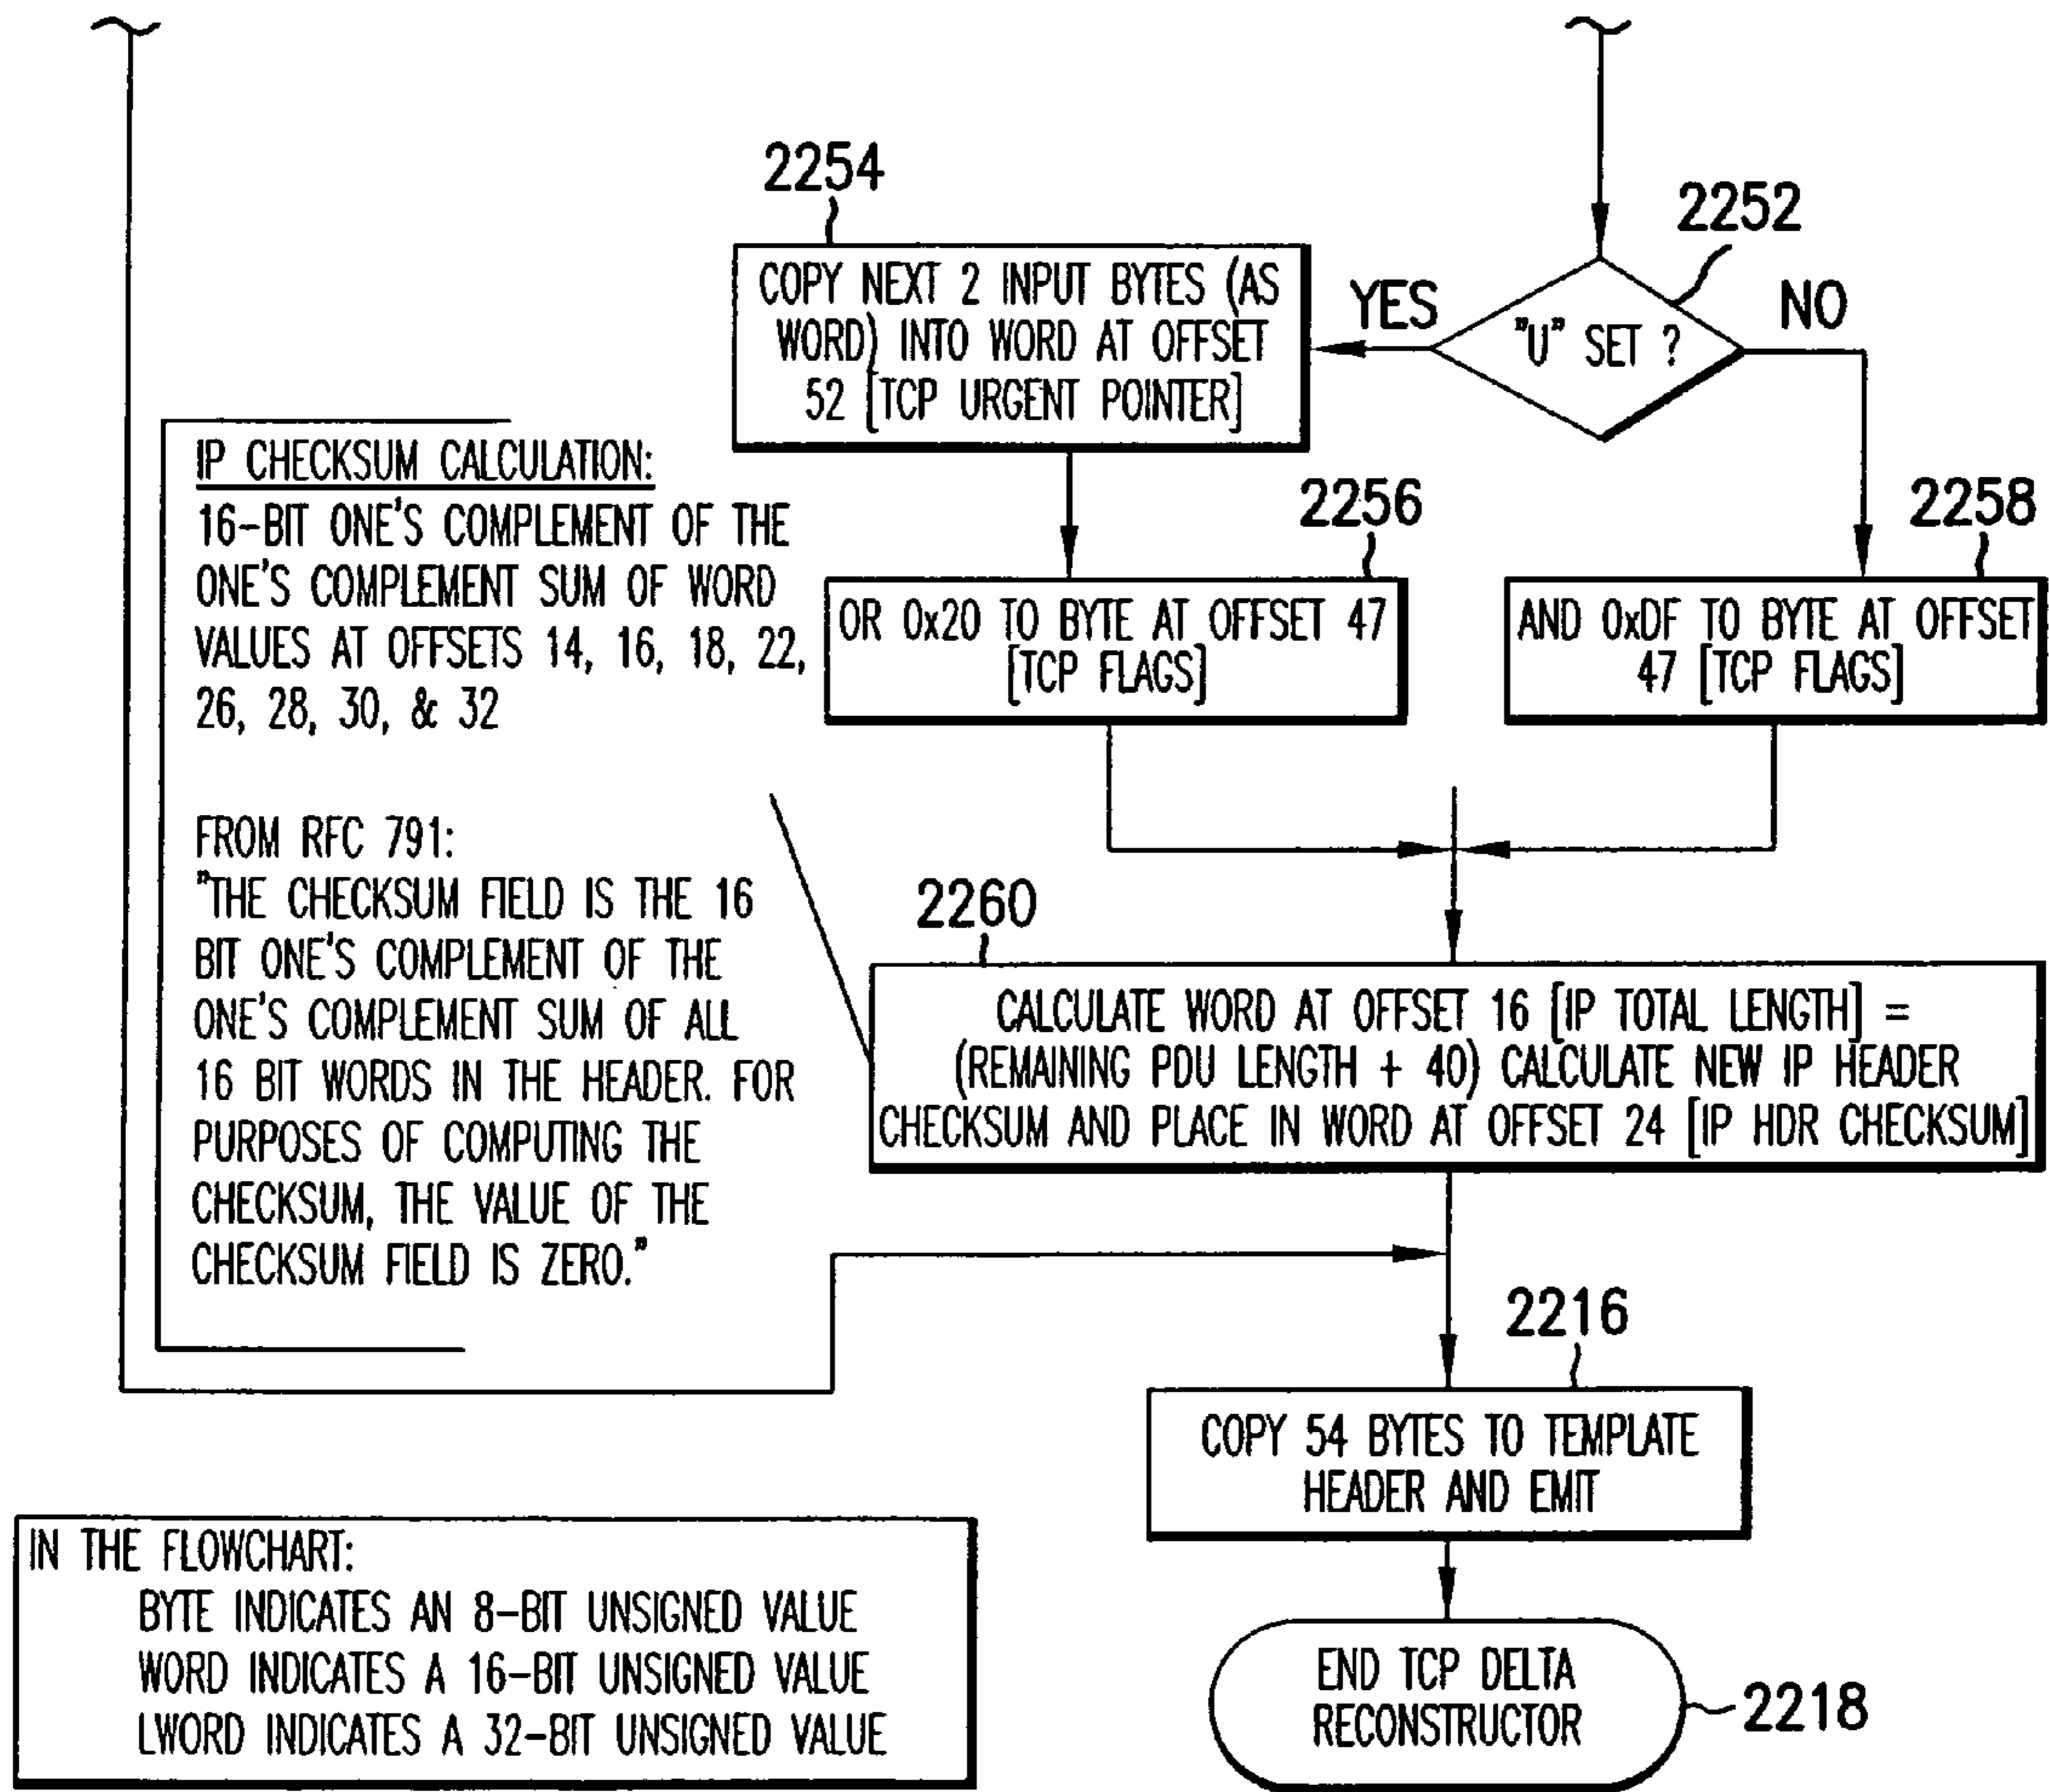 2254
COPY NEXT 2 INPUT BYTES (AS
WORD) INTO WORD AT OFFSET
52 [TCP URGENT POINTER]
YES
2252
"U" SET ?
NO
IP CHECKSUM CALCULATION:
16-BIT ONE'S COMPLEMENT OF THE
ONE'S COMPLEMENT SUM OF WORD
VALUES AT OFFSETS 14, 16, 18, 22,
26, 28, 30, & 32
FROM RFC 791:
"THE CHECKSUM FIELD IS THE 16
BIT ONE'S COMPLEMENT OF THE
ONE'S COMPLEMENT SUM OF ALL
16 BIT WORDS IN THE HEADER. FOR
PURPOSES OF COMPUTING THE
CHECKSUM, THE VALUE OF THE
CHECKSUM FIELD IS ZERO."
2256
OR 0x20 TO BYTE AT OFFSET 47
[TCP FLAGS]
2258
AND 0xDF TO BYTE AT OFFSET
47 [TCP FLAGS]
2260
CALCULATE WORD AT OFFSET 16 [IP TOTAL LENGTH] =
(REMAINING PDU LENGTH + 40) CALCULATE NEW IP HEADER
CHECKSUM AND PLACE IN WORD AT OFFSET 24 [IP HDR CHECKSUM]
2216
COPY 54 BYTES TO TEMPLATE
HEADER AND EMIT
END TCP DELTA
RECONSTRUCTOR
2218
IN THE FLOWCHART:
BYTE INDICATES AN 8-BIT UNSIGNED VALUE
WORD INDICATES A 16-BIT UNSIGNED VALUE
LWORD INDICATES A 32-BIT UNSIGNED VALUE